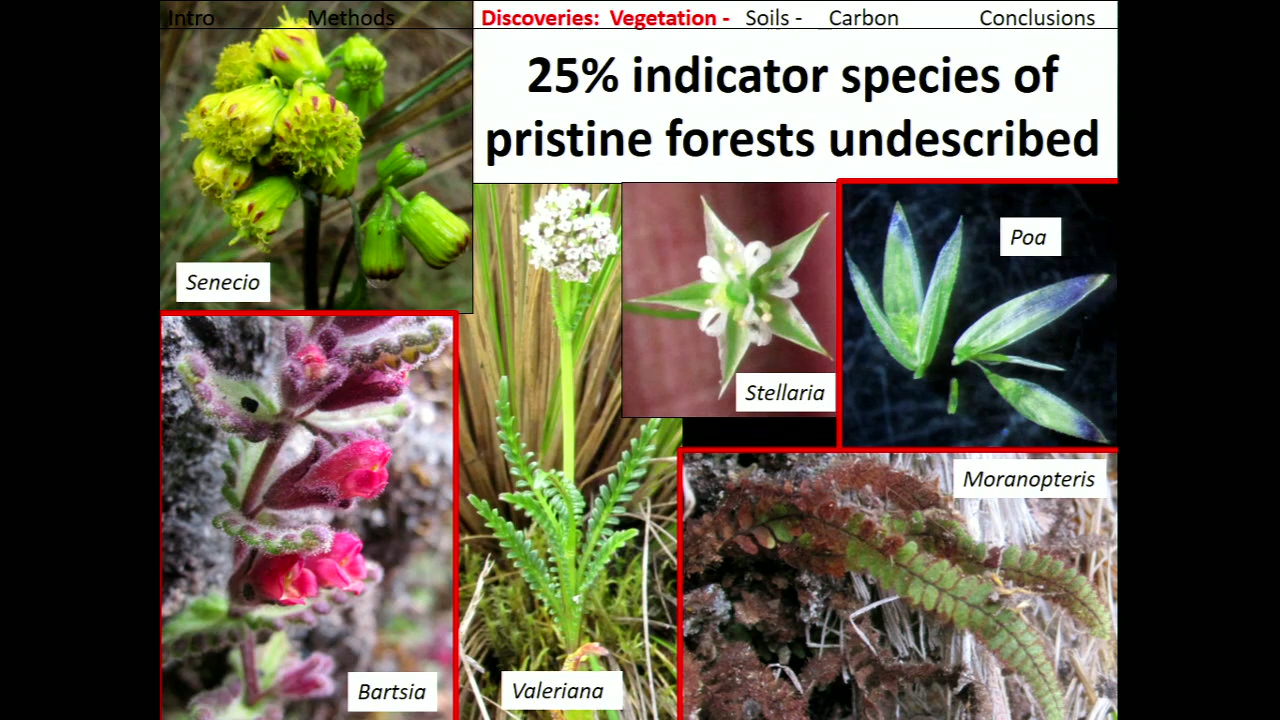 Intro Methods Discoveries: Vegetation - Soils - Carbon Conclusions
25% indicator species of
pristine forests undescribed
Poa
Senecio
Stellaria
Moranopteris
Bartsia
Valeriana